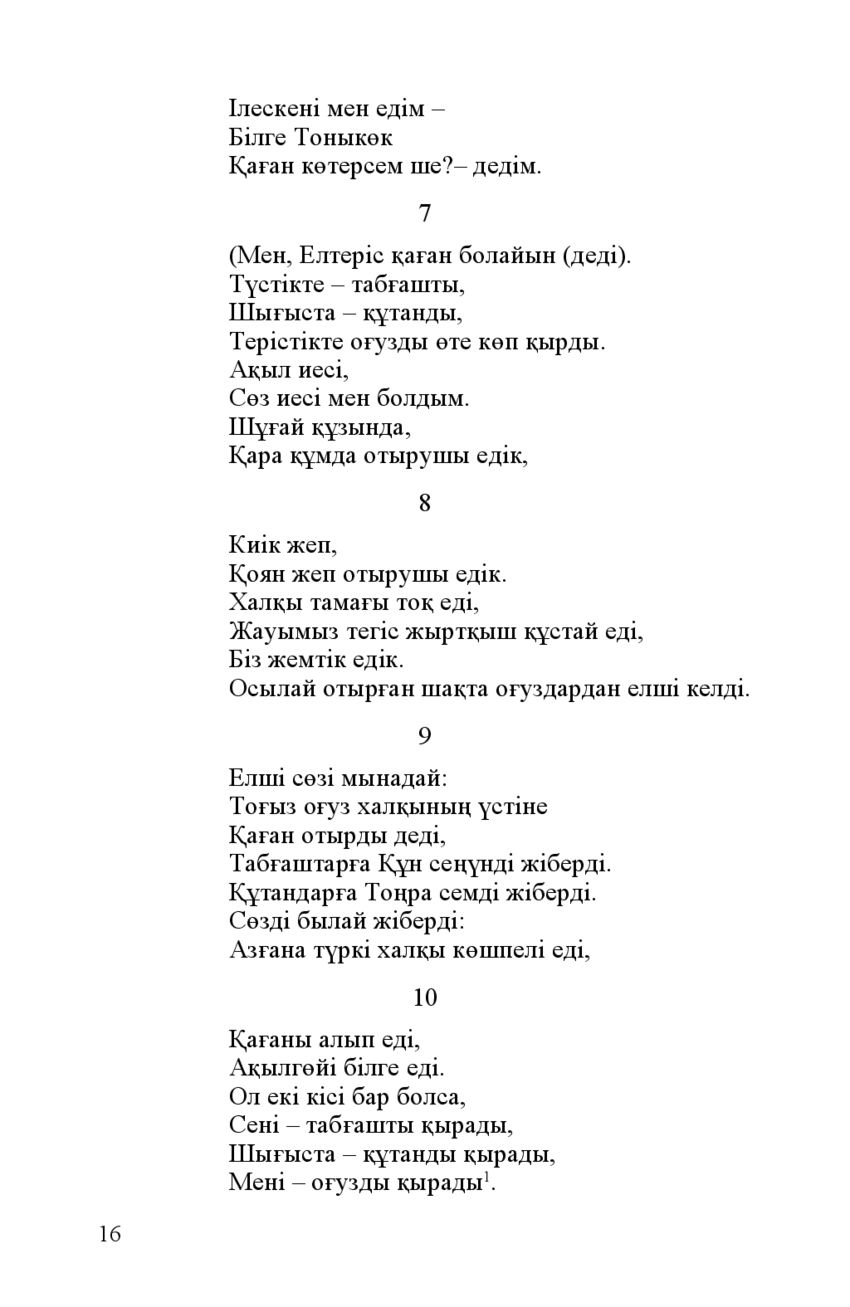 Ілескені мен едім –
Білге Тоныкөк
Қаған көтерсем ше?– дедім.
7
(Мен, Елтеріс қаған болайын (деді).
Түстікте – табғашты,
Шығыста – құтанды,
Терістікте оғузды өте көп қырды.
Ақыл иесі,
Сөз иесі мен болдым.
Шұғай құзында,
Қара құмда отырушы едік,
8
Киік жеп,
Қоян жеп отырушы едік.
Халқы тамағы тоқ еді,
Жауымыз тегіс жыртқыш құстай еді,
Біз жемтік едік.
Осылай отырған шақта оғуздардан елші келді.
9
Елші сөзі мынадай:
Тоғыз оғуз халқының үстіне
Қаған отырды деді,
Табғаштарға Құн сеңүнді жіберді.
Құтандарға Тоңра семді жіберді.
Сөзді былай жіберді:
Азғана түркі халқы көшпелі еді,
10
Қағаны алып еді,
Ақылгөйі білге еді.
Ол екі кісі бар болса,
Сені – табғашты қырады,
Шығыста – құтанды қырады,
Мені – оғузды қырады¹.
16